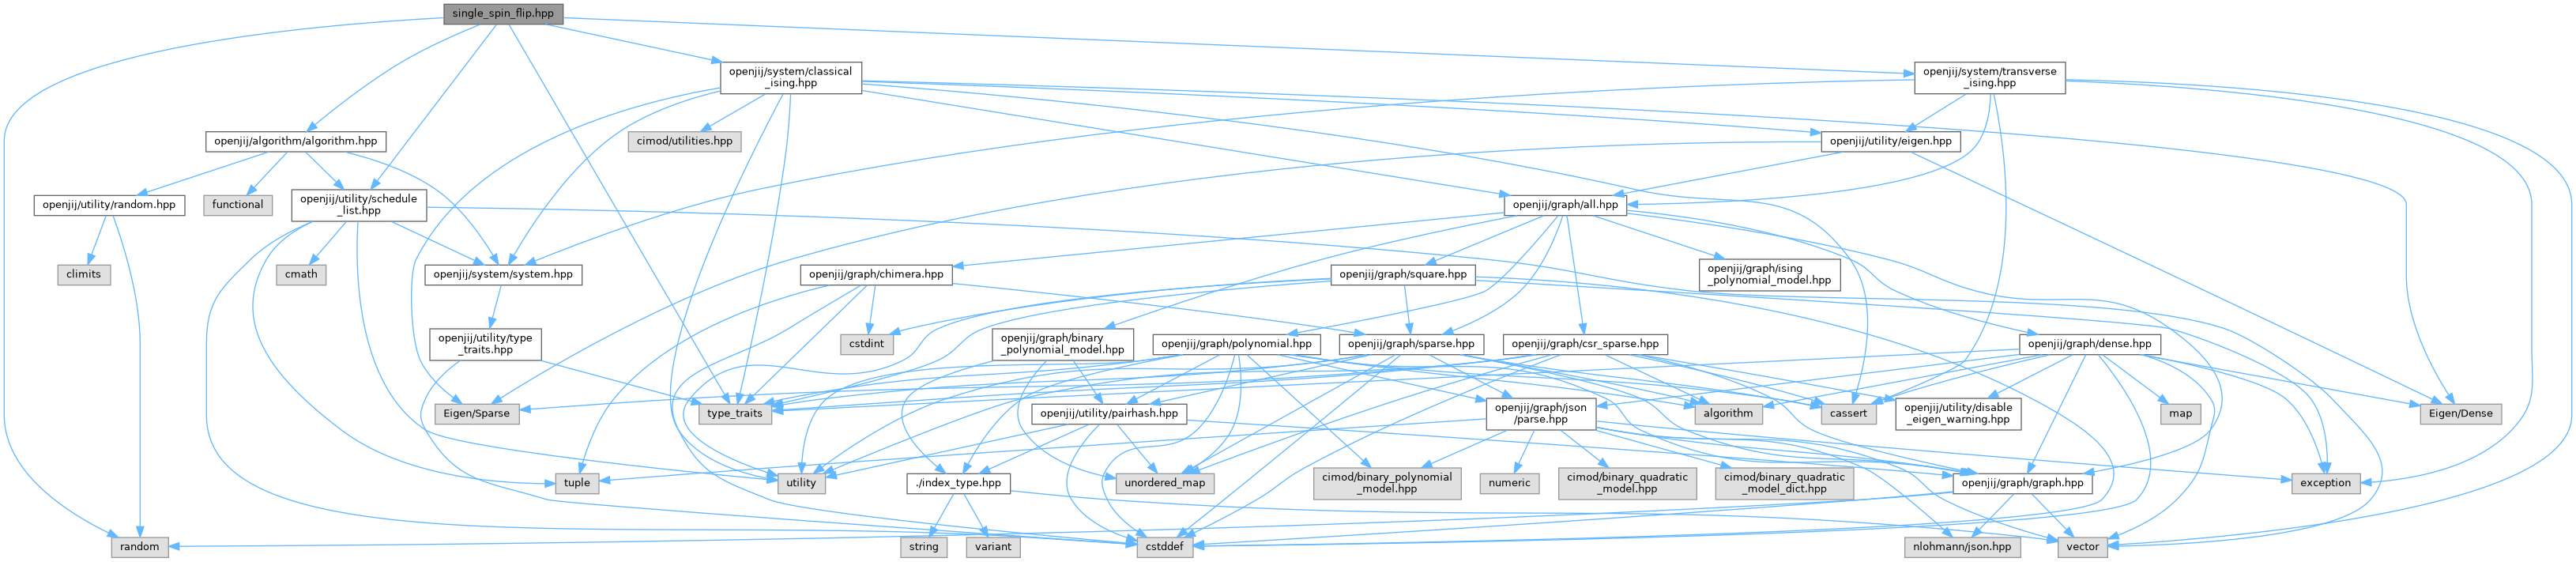 single_spin_flip.hpp
openjij/system/classical
_ising.hpp
openjij/system/transverse
_ising.hpp
openjij/algorithm/algorithm.hpp
cimod/utilities.hpp
openjij/utility/eigen.hpp
openjij/utility/random.hpp
functional
openjij/utility/schedule
_list.hpp
openjij/graph/all.hpp
climits
cmath
openjij/system/system.hpp
openjij/graph/chimera.hpp
openjij/graph/square.hpp
openjij/graph/ising
_polynomial_model.hpp
openjij/utility/type
_traits.hpp
cstdint
openjij/graph/binary
_polynomial_model.hpp
openjij/graph/polynomial.hpp
openjij/graph/sparse.hpp
openjij/graph/csr_sparse.hpp
openjij/graph/dense.hpp
Eigen/Sparse
type_traits
openjij/utility/pairhash.hpp
openjij/graph/json
/parse.hpp
algorithm
cassert
openjij/utility/disable
_eigen_warning.hpp
map
Eigen/Dense
tuple
utility
./index_type.hpp
unordered_map
cimod/binary_polynomial
_model.hpp
numeric
cimod/binary_quadratic
_model.hpp
cimod/binary_quadratic
_model_dict.hpp
openjij/graph/graph.hpp
exception
random
string
variant
cstddef
nlohmann/json.hpp
vector